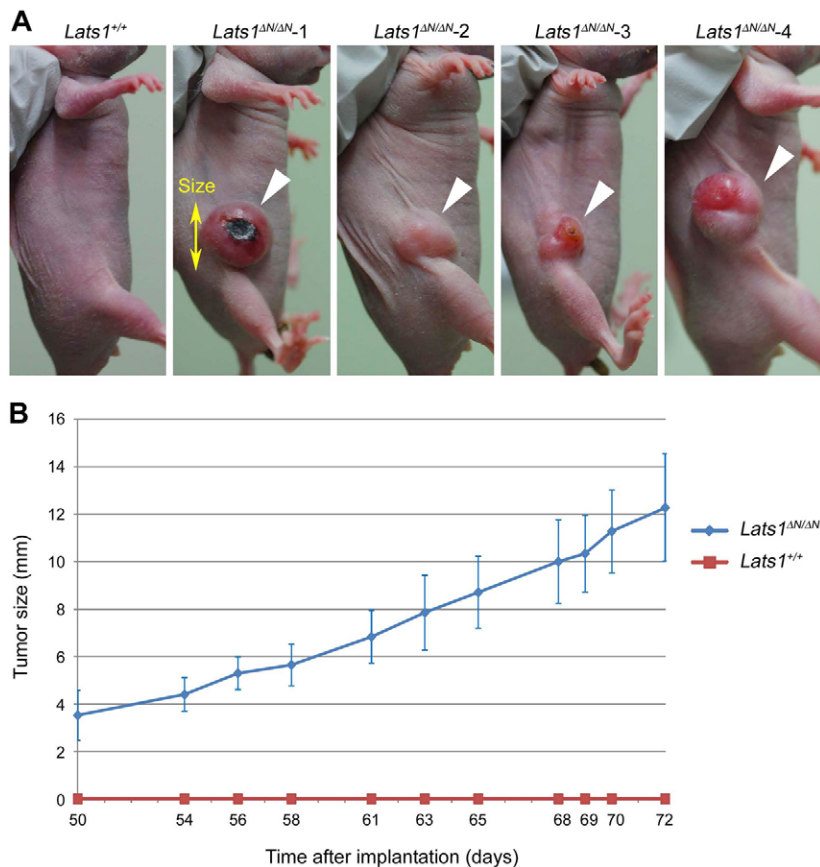 A
Lats1+/+
Lats1ΔN/ΔN-1
Lats1ΔN/ΔN-2
Lats1ΔN/ΔN-3
Lats1ΔN/ΔN-4
Size
B
16
14
12
10
8
6
4
2
0
Tumor size (mm)
50 54 56 58 61 63 65 68 69 70 72
Time after implantation (days)
Lats1ΔN/ΔN
Lats1+/+